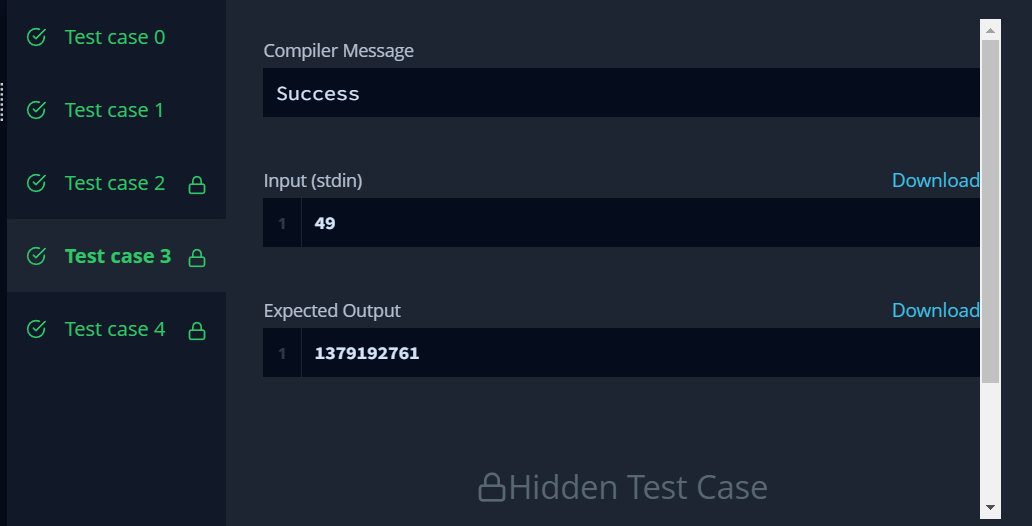 Test case 0
Test case 1
Test case 2
Test case 3
Test case 4
Compiler Message
Success
Input (stdin)
Download
1
49
Expected Output
Download
1
1379192761
Hidden Test Case